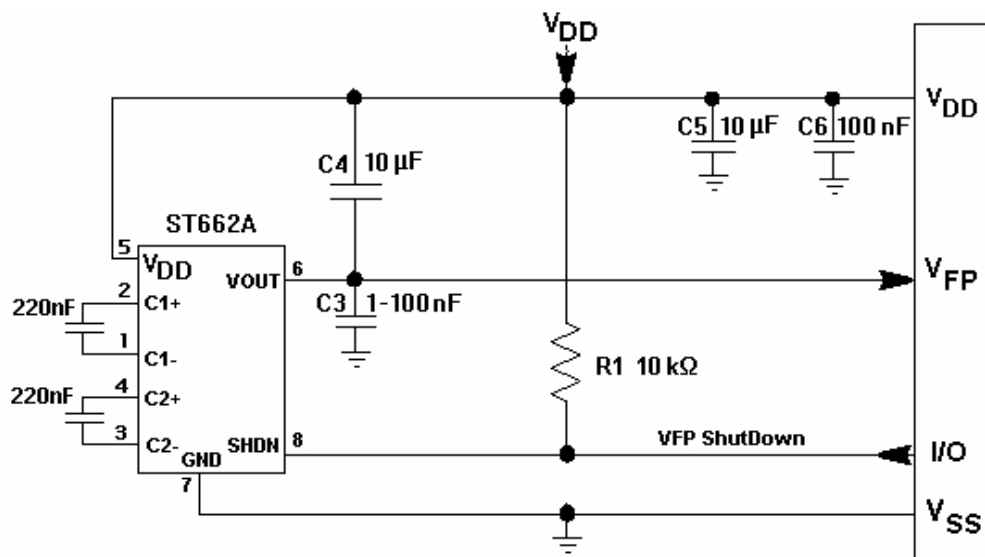 VDD
VDD
C5 10 µF
C6 100 nF
C4 10 µF
ST662A
5
VDD
6
VOUT
VFP
2
C1+
220nF
C3 1-100 nF
1
C1-
R1 10 kΩ
4
C2+
220nF
3
C2-
SHDN
8
VFP ShutDown
I/O
GND
7
VSS